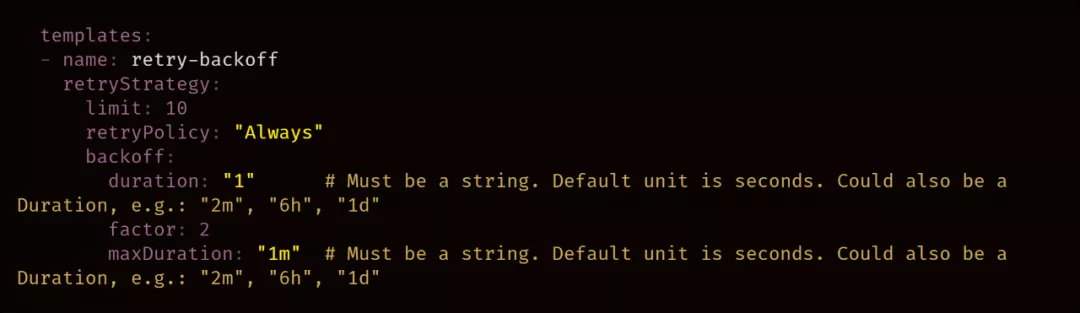 templates:
- name: retry-backoff
retryStrategy:
limit: 10
retryPolicy: "Always"
backoff:
duration: "1" # Must be a string. Default unit is seconds. Could also be a
Duration, e.g.: "2m", "6h", "1d"
factor: 2
maxDuration: "1m" # Must be a string. Default unit is seconds. Could also be a
Duration, e.g.: "2m", "6h", "1d"